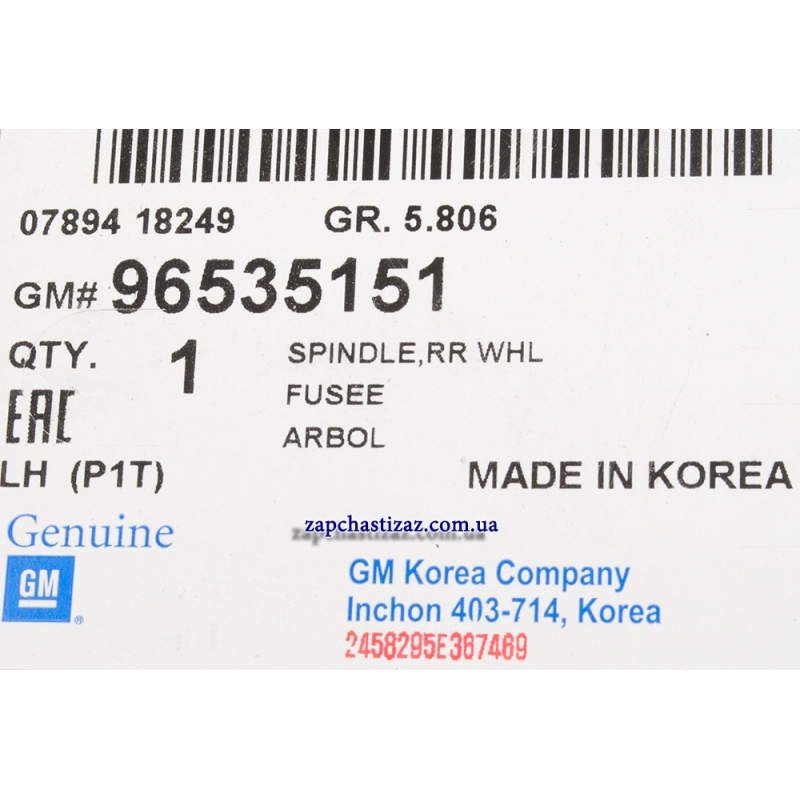 07894 18249 GR. 5.806
GM# 96535151
QTY. 1 SPINDLE,RR WHL
FUSEE
EAC
ARBOL
LH (P1T) MADE IN KOREA
Genuine
zapchastizaz.com.ua
GM
®
GM Korea Company
Inchon 403-714, Korea
2458295E367469